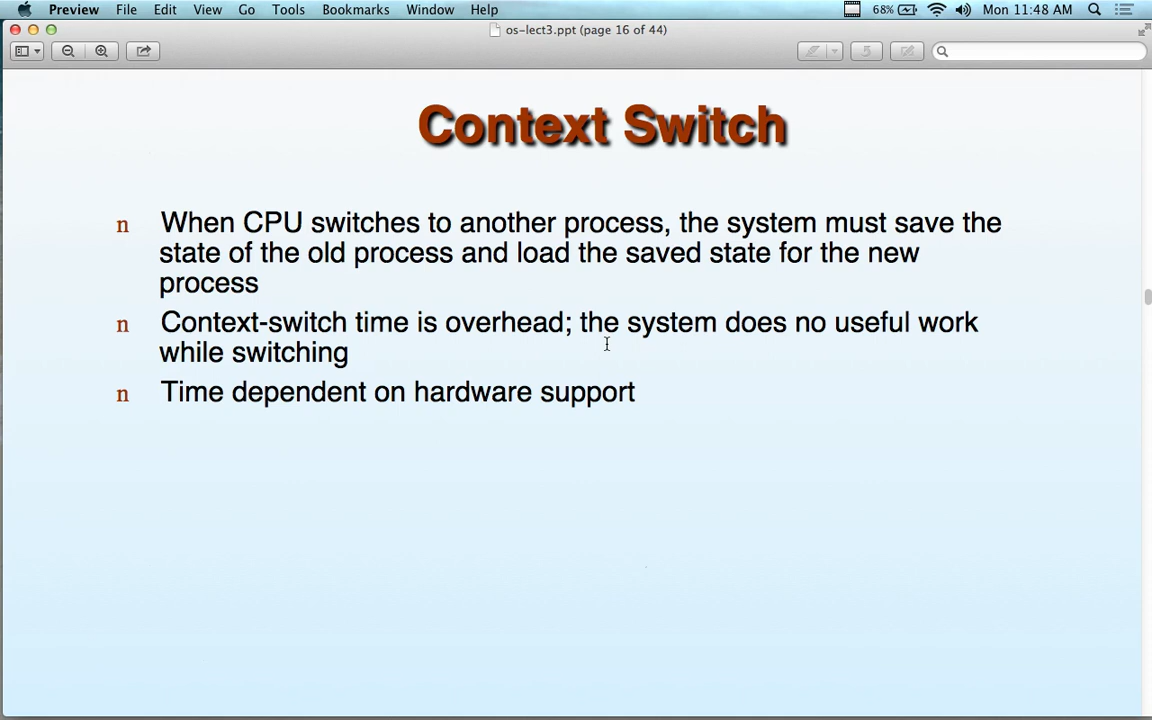 Preview File Edit View Go Tools Bookmarks Window Help 68% Mon 11:48 AM
os-lect3.ppt (page 16 of 44)
Context Switch
n When CPU switches to another process, the system must save the
state of the old process and load the saved state for the new
process
n Context-switch time is overhead; the system does no useful work
while switching
n Time dependent on hardware support